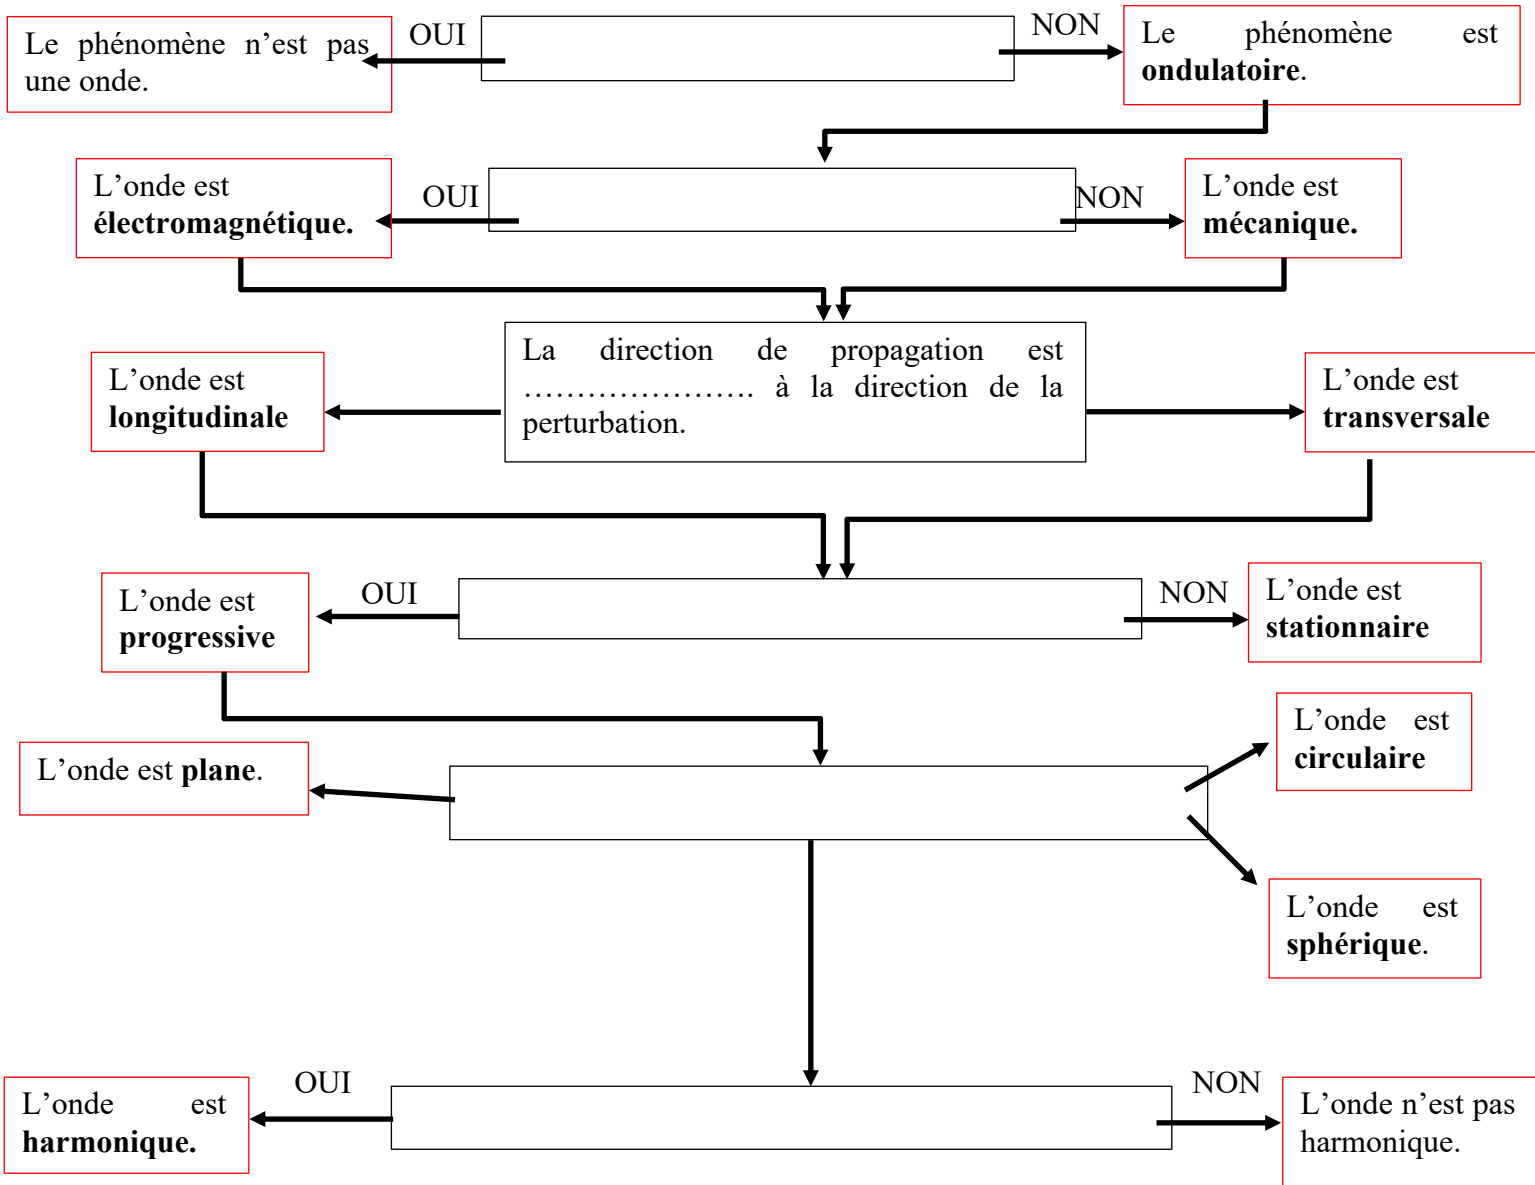 Le phénomène n’est pas
une onde.
OUI
NON
Le phénomène est
ondulatoire.
L’onde est
électromagnétique.
OUI
NON
L’onde est
mécanique.
La direction de propagation est
…………………. à la direction de la
perturbation.
L’onde est
longitudinale
L’onde est
transversale
L’onde est
progressive
OUI
NON
L’onde est
stationnaire
L’onde est plane.
L’onde est
circulaire
L’onde est
sphérique.
L’onde est
harmonique.
OUI
NON
L’onde n’est pas
harmonique.